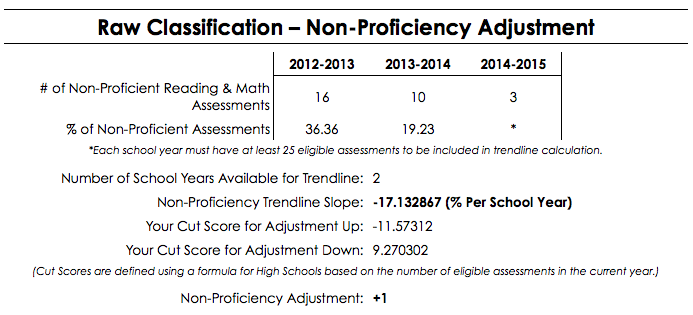 Raw Classification – Non-Proficiency Adjustment
2012-2013 2013-2014 2014-2015
# of Non-Proficient Reading & Math
Assessments 16 10 3
% of Non-Proficient Assessments 36.36 19.23 *
*Each school year must have at least 25 eligible assessments to be included in trendline calculation.
Number of School Years Available for Trendline: 2
Non-Proficiency Trendline Slope: -17.132867 (% Per School Year)
Your Cut Score for Adjustment Up: -11.57312
Your Cut Score for Adjustment Down: 9.270302
(Cut Scores are defined using a formula for High Schools based on the number of eligible assessments in the current year.)
Non-Proficiency Adjustment: +1